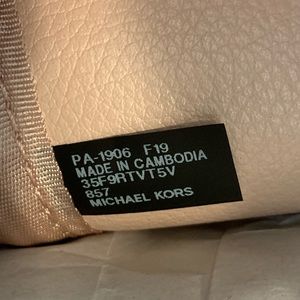 PA-1906 F19
MADE IN CAMBODIA
35F9RTVT5V
857
MICHAEL KORS